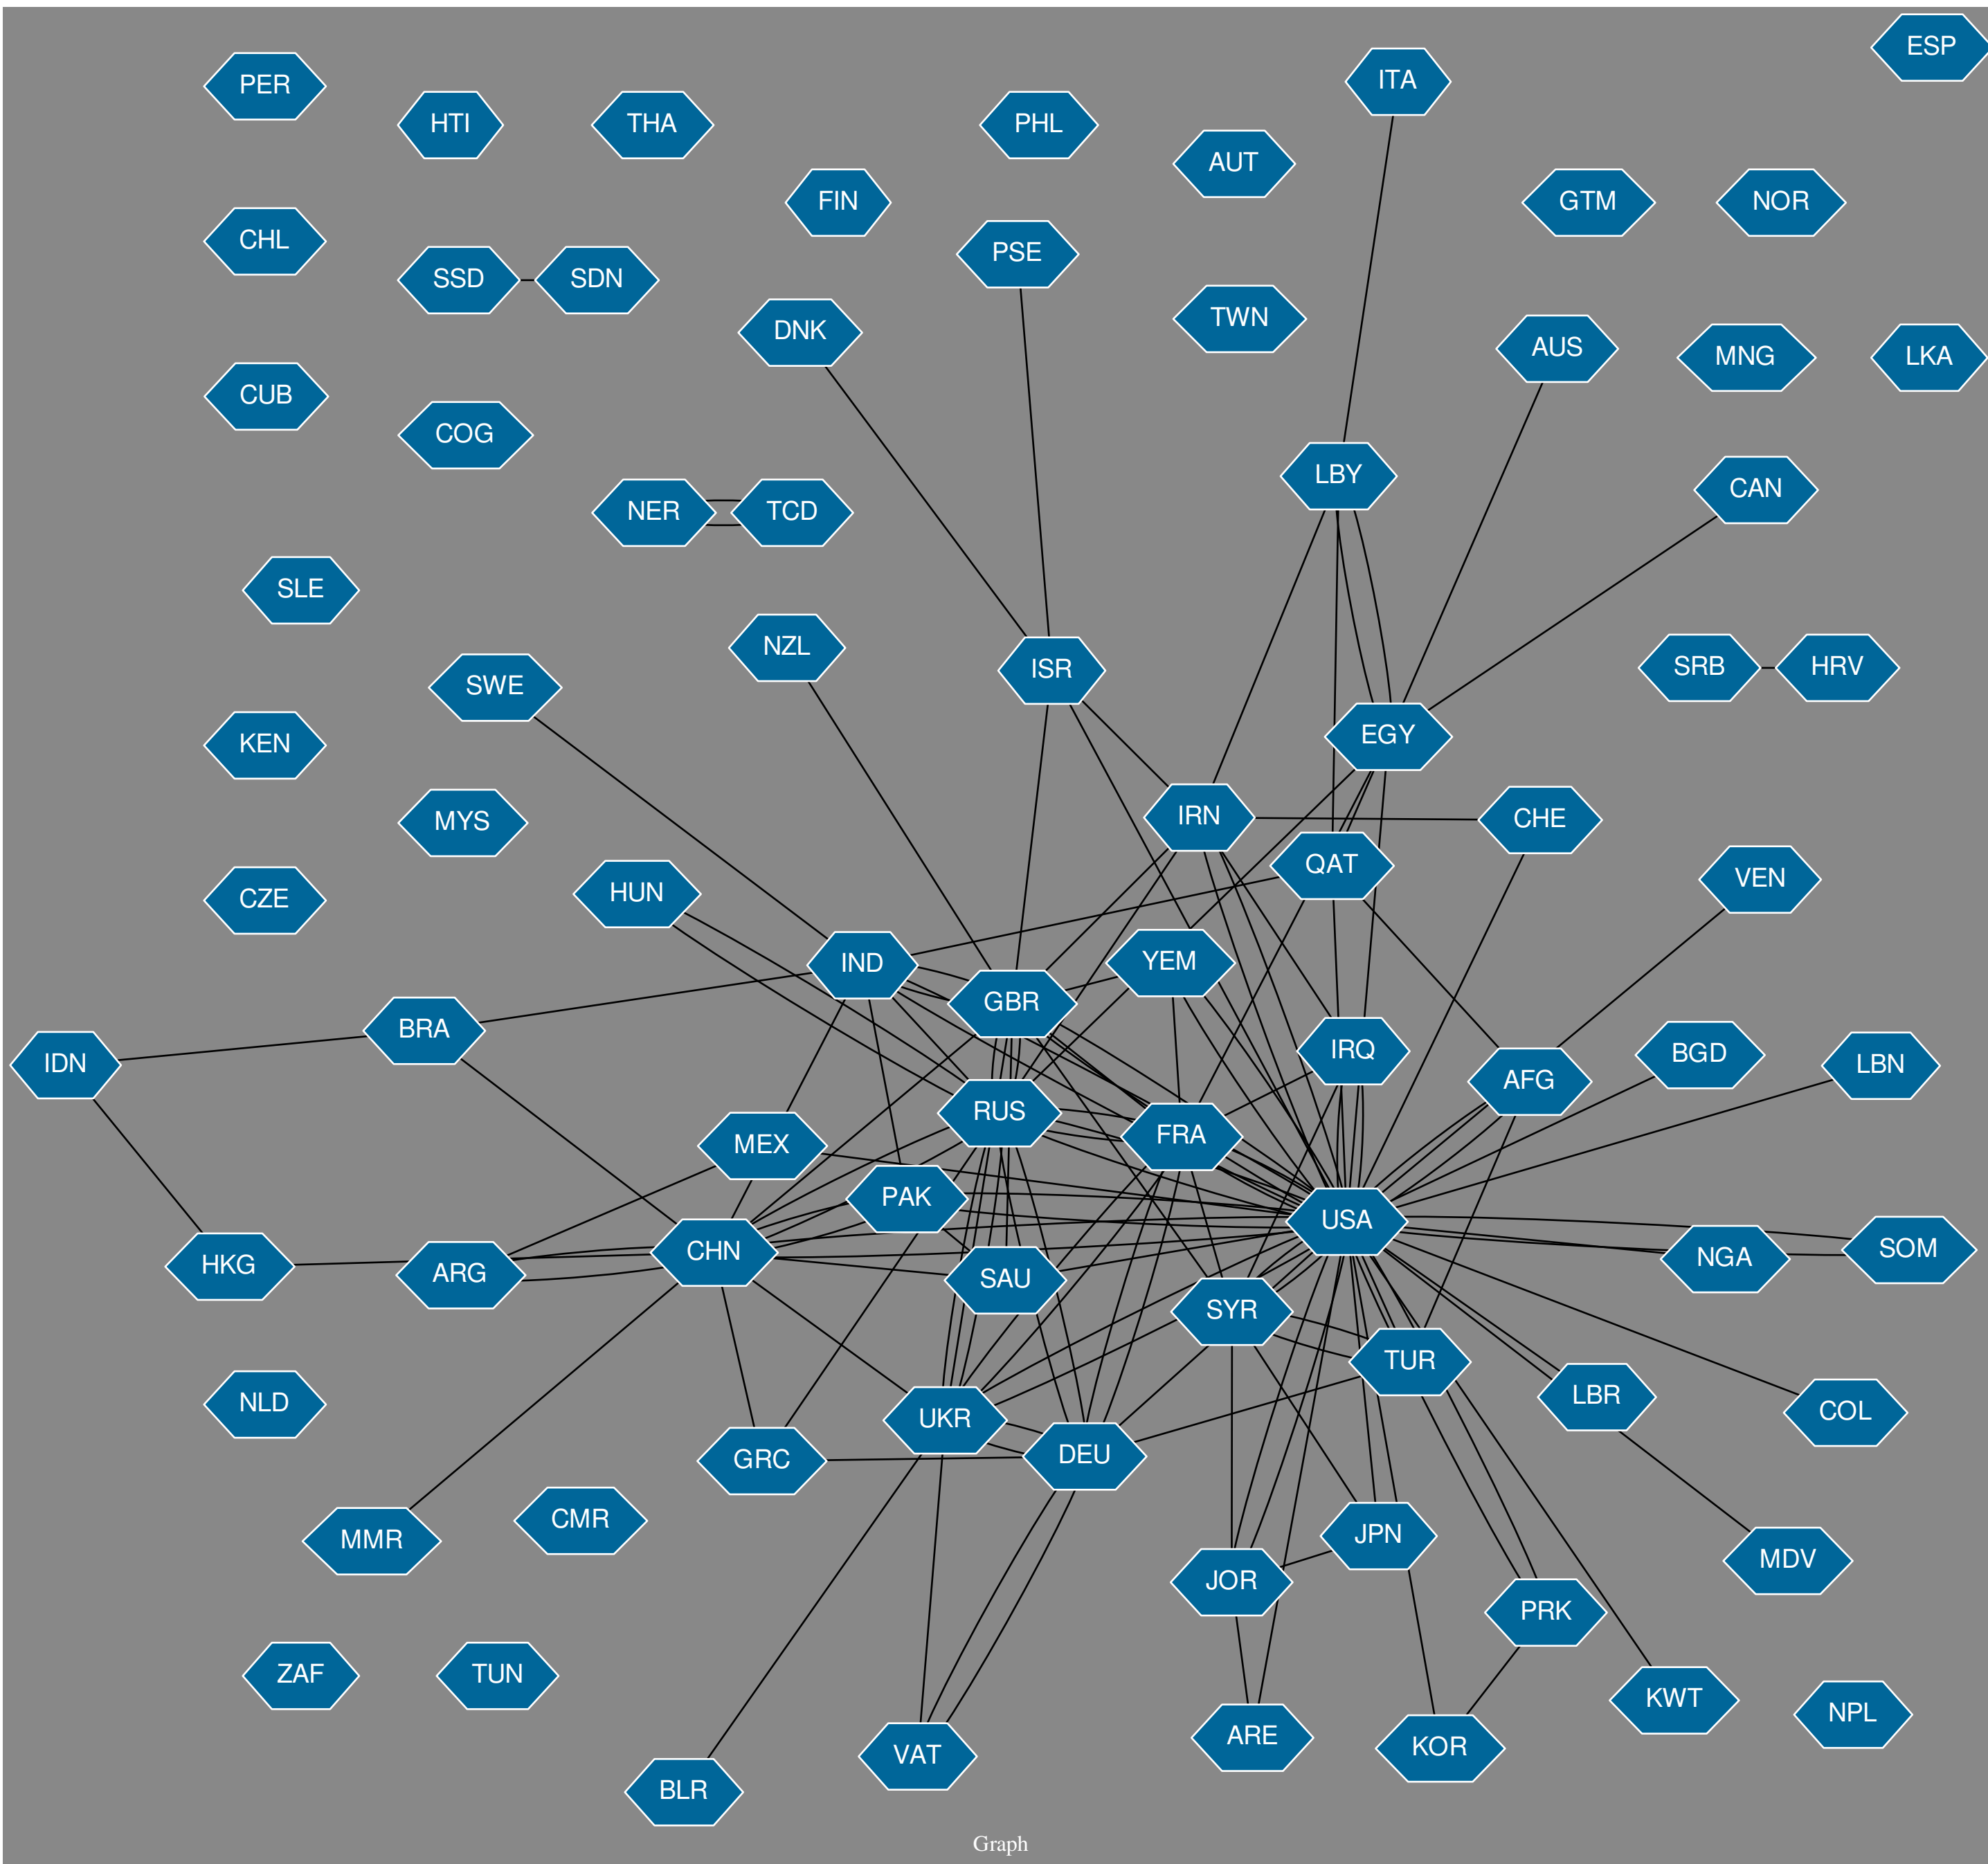 ESP
ITA
PER
HTI
THA
PHL
AUT
FIN
GTM
NOR
CHL
PSE
SSD
SDN
TWN
DNK
AUS
MNG
LKA
CUB
COG
LBY
CAN
NER
TCD
SLE
NZL
ISR
SRB
HRV
SWE
EGY
KEN
IRN
CHE
MYS
QAT
VEN
HUN
CZE
IND
YEM
GBR
BRA
IRQ
BGD
IDN
LBN
AFG
RUS
FRA
MEX
PAK
USA
CHN
SOM
NGA
HKG
ARG
SAU
SYR
TUR
LBR
NLD
COL
UKR
DEU
GRC
CMR
JPN
MMR
MDV
JOR
PRK
ZAF
TUN
KWT
NPL
ARE
KOR
VAT
BLR
Graph